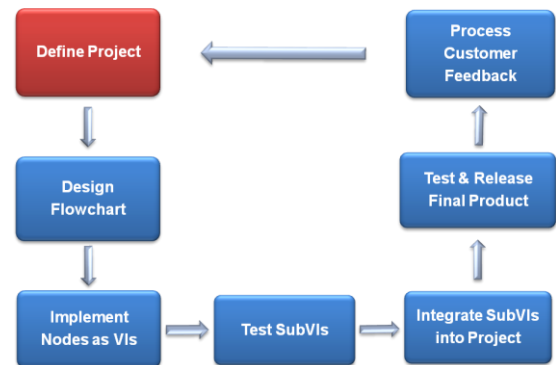 Define Project
Design
Flowchart
Implement
Nodes as VIs
Test SubVIs
Integrate SubVIs
into Project
Test & Release
Final Product
Process
Customer
Feedback